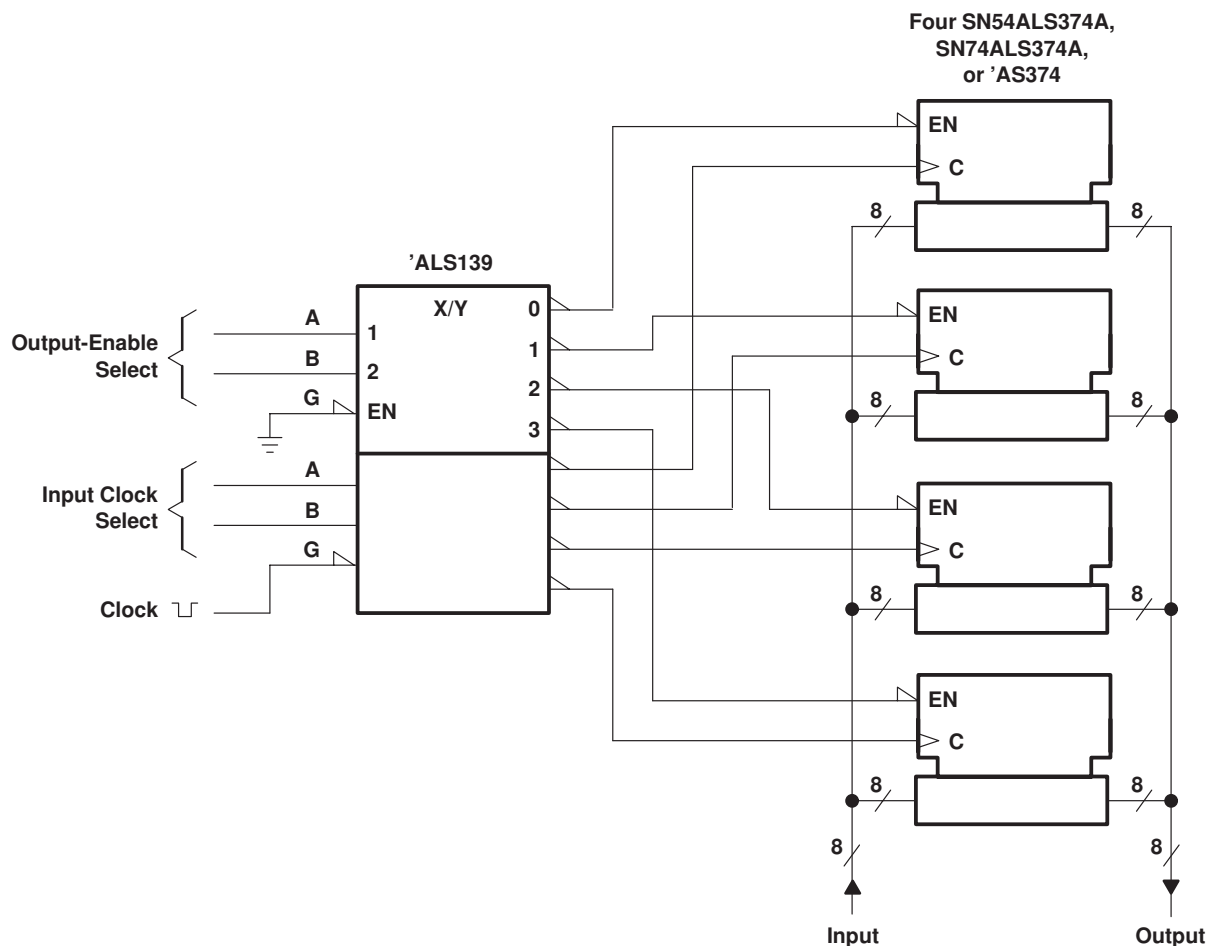 Four SN54ALS374A,
SN74ALS374A,
or ’AS374
EN
C
8
8
’ALS139
X/Y
0
1
2
3
Output-Enable
Select
A
1
B
2
G
EN
Input Clock
Select
A
B
G
Clock
EN
C
8
8
EN
C
8
8
EN
C
8
8
8
8
Input
Output